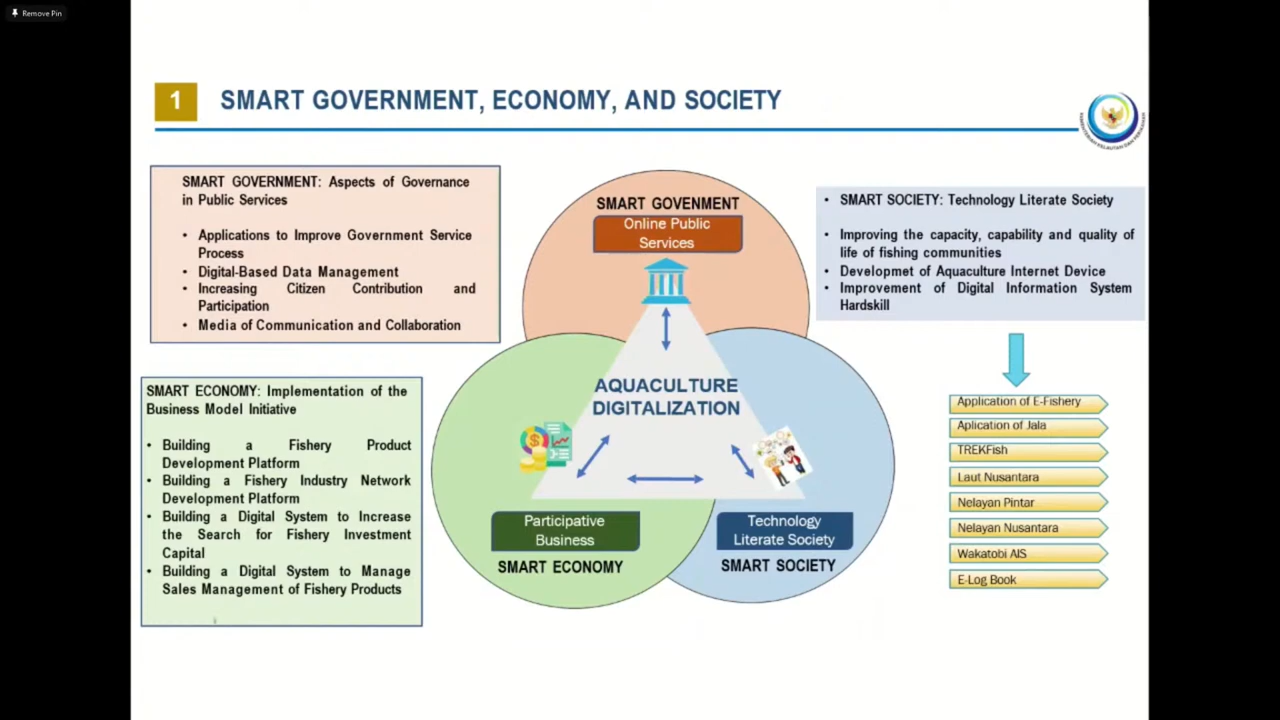 Remove Pin
1
SMART GOVERNMENT, ECONOMY, AND SOCIETY
KEMENTERIAN KELAUTAN DAN PERIKANAN
SMART GOVERNMENT: Aspects of Governance
in Public Services
• Applications to Improve Government Service
Process
• Digital-Based Data Management
• Increasing Citizen Contribution and
Participation
• Media of Communication and Collaboration
SMART ECONOMY: Implementation of the
Business Model Initiative
• Building a Fishery Product
Development Platform
• Building a Fishery Industry Network
Development Platform
• Building a Digital System to Increase
the Search for Fishery Investment
Capital
• Building a Digital System to Manage
Sales Management of Fishery Products
SMART GOVENMENT
Online Public
Services
AQUACULTURE
DIGITALIZATION
Participative
Business
SMART ECONOMY
Technology
Literate Society
SMART SOCIETY
• SMART SOCIETY: Technology Literate Society
• Improving the capacity, capability and quality of
life of fishing communities
• Developmet of Aquaculture Internet Device
• Improvement of Digital Information System
Hardskill
Application of E-Fishery
Aplication of Jala
TREKFish
Laut Nusantara
Nelayan Pintar
Nelayan Nusantara
Wakatobi AIS
E-Log Book